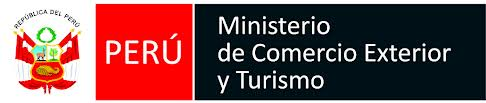 REPÚBLICA DEL PERÚ
PERÚ
Ministerio
de Comercio Exterior
y Turismo